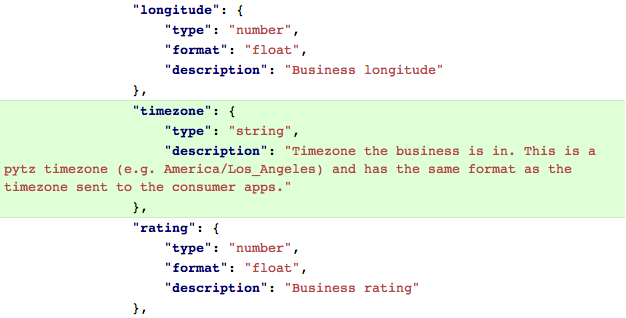 "longitude": {
"type": "number",
"format": "float",
"description": "Business longitude"
},
"timezone": {
"type": "string",
"description": "Timezone the business is in. This is a
pytz timezone (e.g. America/Los_Angeles) and has the same format as the
timezone sent to the consumer apps."
},
"rating": {
"type": "number",
"format": "float",
"description": "Business rating"
},